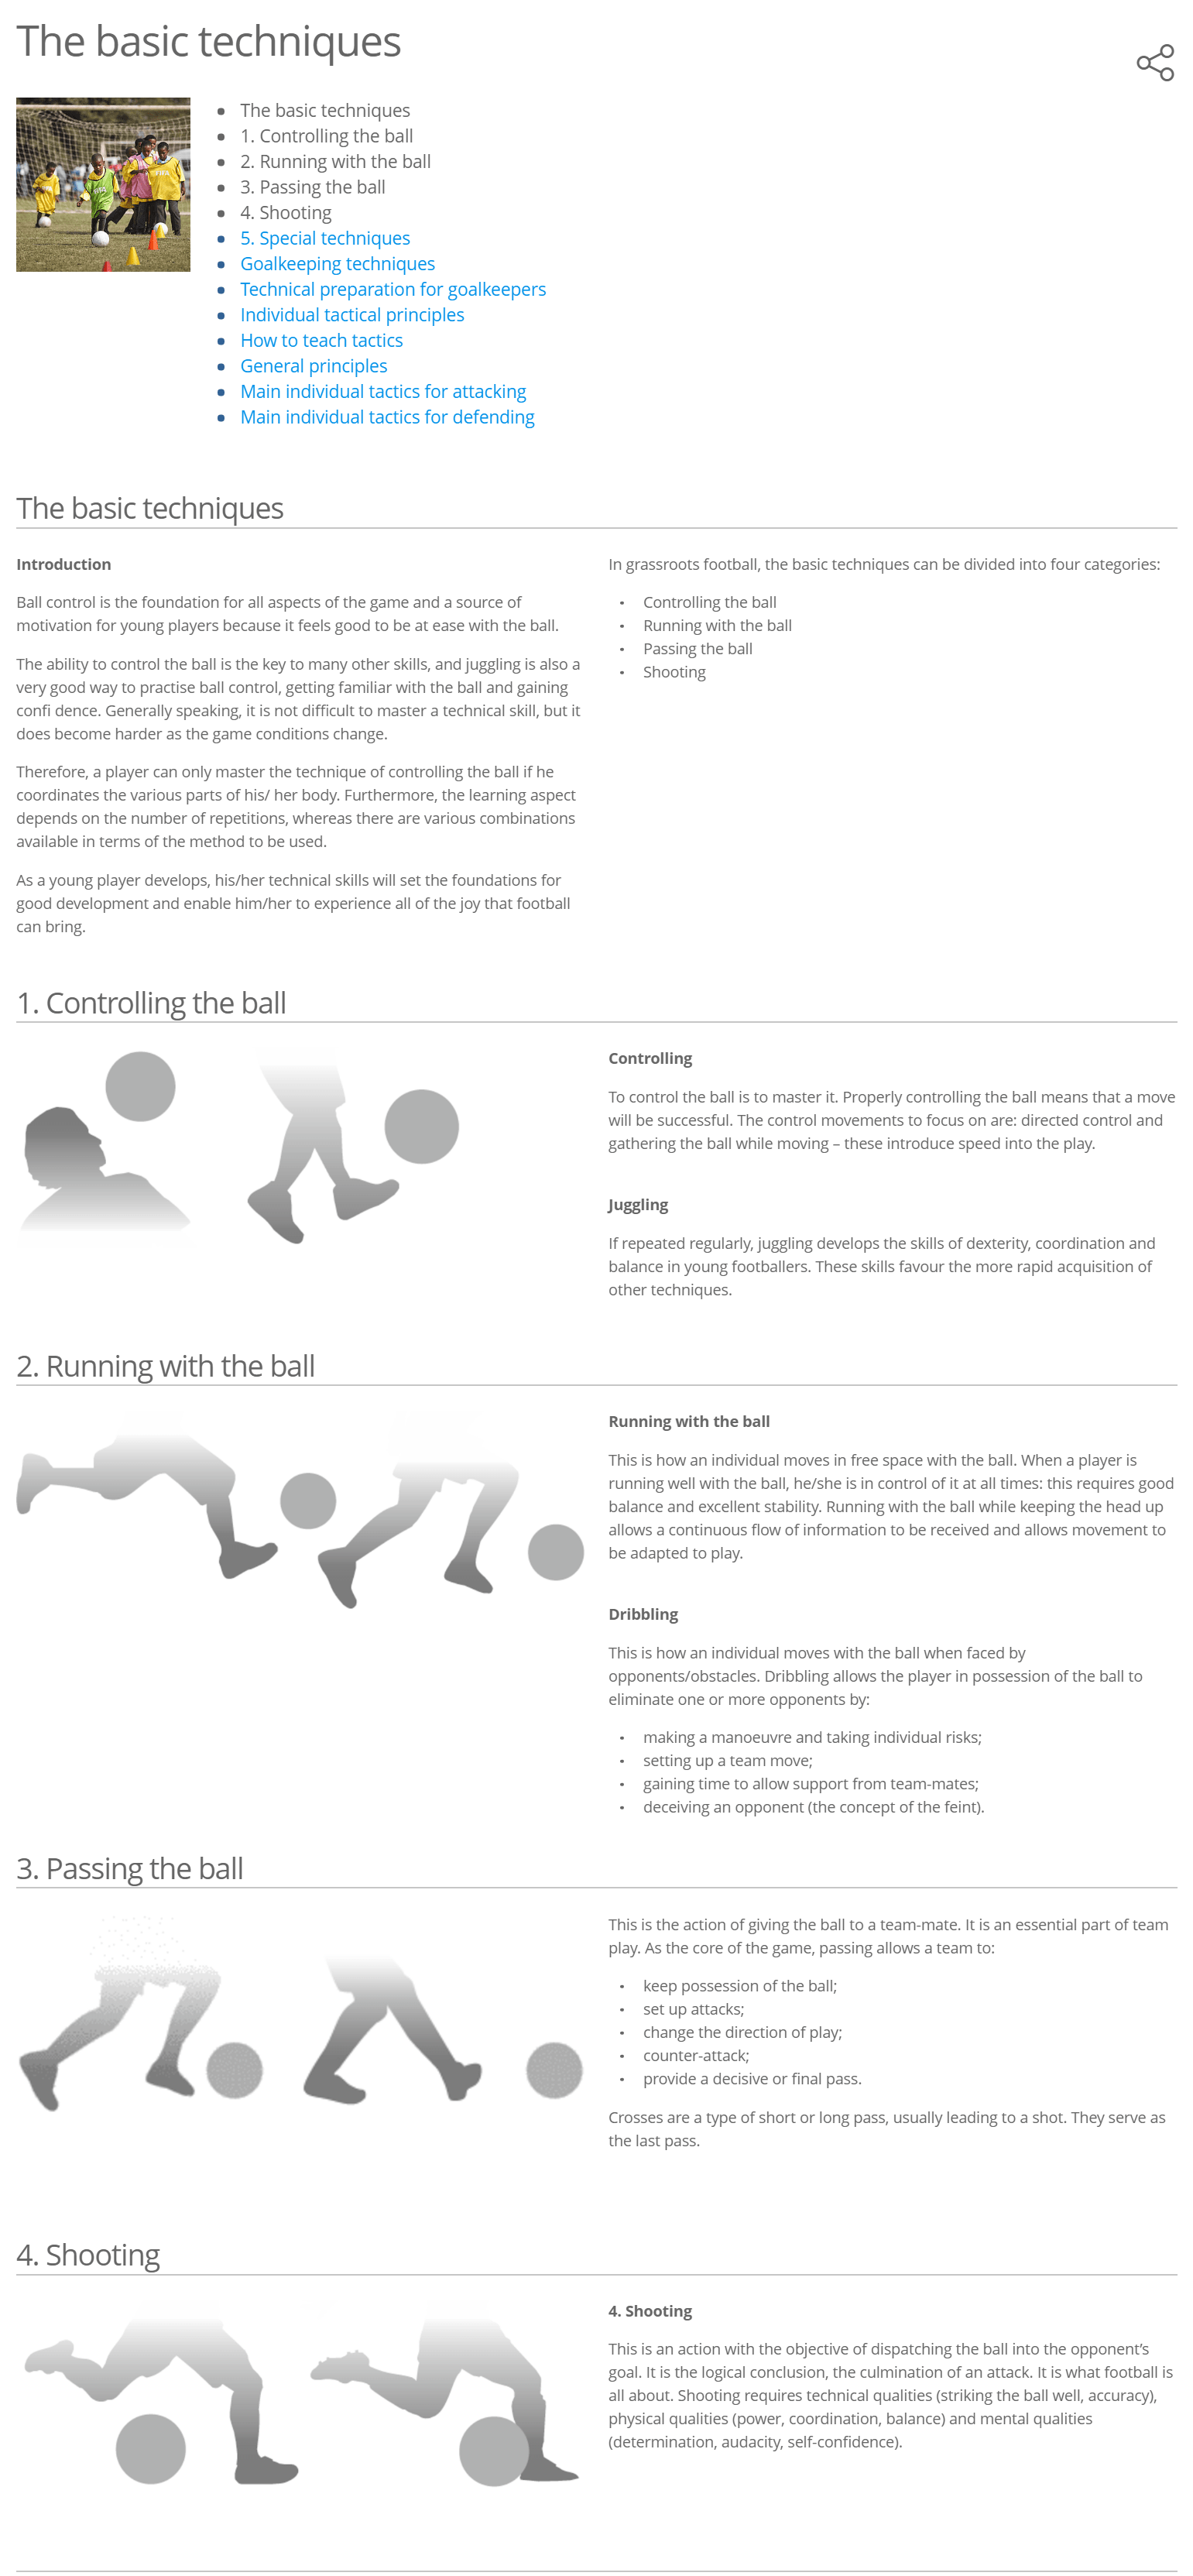 The basic techniques
The basic techniques
1. Controlling the ball
2. Running with the ball
3. Passing the ball
4. Shooting
5. Special techniques
Goalkeeping techniques
Technical preparation for goalkeepers
Individual tactical principles
How to teach tactics
General principles
Main individual tactics for attacking
Main individual tactics for defending
The basic techniques
Introduction
Ball control is the foundation for all aspects of the game and a source of
motivation for young players because it feels good to be at ease with the ball.
The ability to control the ball is the key to many other skills, and juggling is also a
very good way to practise ball control, getting familiar with the ball and gaining
confi dence. Generally speaking, it is not difficult to master a technical skill, but it
does become harder as the game conditions change.
Therefore, a player can only master the technique of controlling the ball if he
coordinates the various parts of his/ her body. Furthermore, the learning aspect
depends on the number of repetitions, whereas there are various combinations
available in terms of the method to be used.
As a young player develops, his/her technical skills will set the foundations for
good development and enable him/her to experience all of the joy that football
can bring.
In grassroots football, the basic techniques can be divided into four categories:
Controlling the ball
Running with the ball
Passing the ball
Shooting
1. Controlling the ball
Controlling
To control the ball is to master it. Properly controlling the ball means that a move
will be successful. The control movements to focus on are: directed control and
gathering the ball while moving – these introduce speed into the play.
Juggling
If repeated regularly, juggling develops the skills of dexterity, coordination and
balance in young footballers. These skills favour the more rapid acquisition of
other techniques.
2. Running with the ball
Running with the ball
This is how an individual moves in free space with the ball. When a player is
running well with the ball, he/she is in control of it at all times: this requires good
balance and excellent stability. Running with the ball while keeping the head up
allows a continuous flow of information to be received and allows movement to
be adapted to play.
Dribbling
This is how an individual moves with the ball when faced by
opponents/obstacles. Dribbling allows the player in possession of the ball to
eliminate one or more opponents by:
making a manoeuvre and taking individual risks;
setting up a team move;
gaining time to allow support from team-mates;
deceiving an opponent (the concept of the feint).
3. Passing the ball
This is the action of giving the ball to a team-mate. It is an essential part of team
play. As the core of the game, passing allows a team to:
keep possession of the ball;
set up attacks;
change the direction of play;
counter-attack;
provide a decisive or final pass.
Crosses are a type of short or long pass, usually leading to a shot. They serve as
the last pass.
4. Shooting
4. Shooting
This is an action with the objective of dispatching the ball into the opponent's
goal. It is the logical conclusion, the culmination of an attack. It is what football is
all about. Shooting requires technical qualities (striking the ball well, accuracy),
physical qualities (power, coordination, balance) and mental qualities
(determination, audacity, self-confidence).